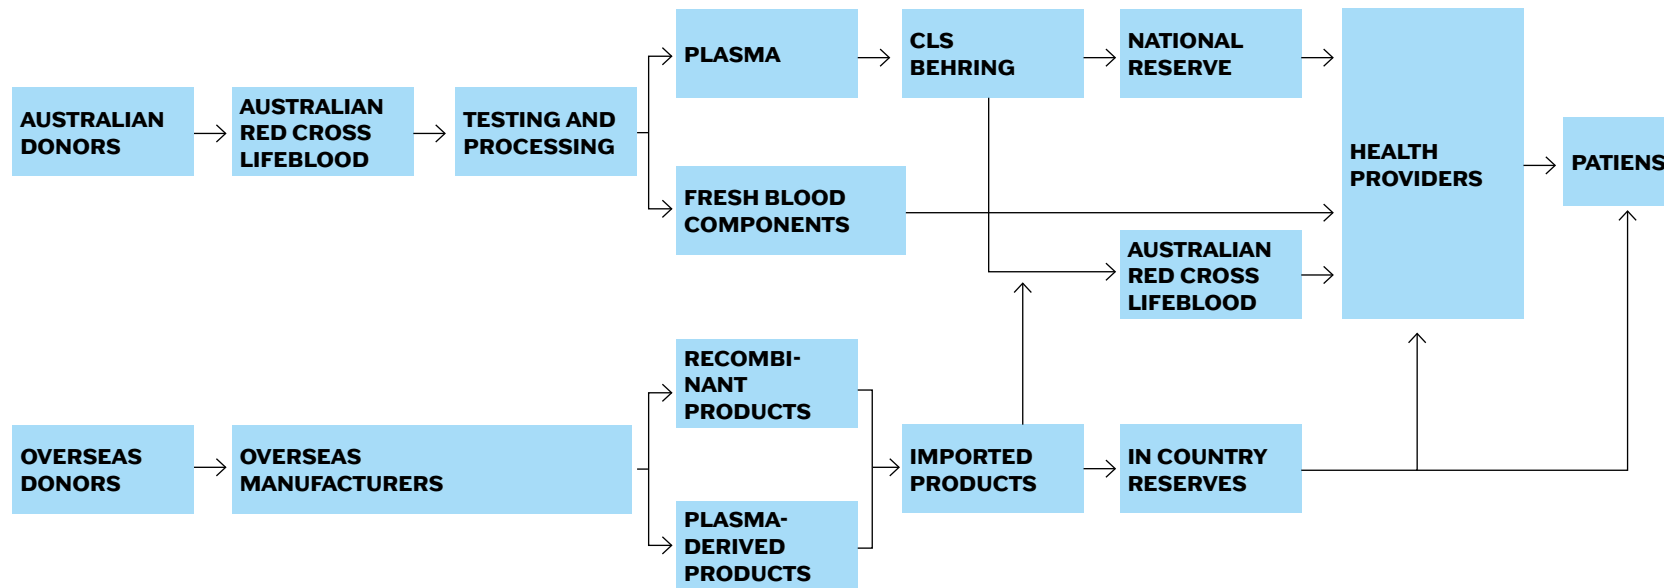 PLASMA
CLS
BEHRING
NATIONAL
RESERVE
AUSTRALIAN
DONORS
AUSTRALIAN
RED CROSS
LIFEBLOOD
TESTING AND
PROCESSING
HEALTH
PROVIDERS
PATIENS
FRESH BLOOD
COMPONENTS
AUSTRALIAN
RED CROSS
LIFEBLOOD
RECOMBI-
NANT
PRODUCTS
OVERSEAS
DONORS
OVERSEAS
MANUFACTURERS
IMPORTED
PRODUCTS
IN COUNTRY
RESERVES
PLASMA-
DERIVED
PRODUCTS